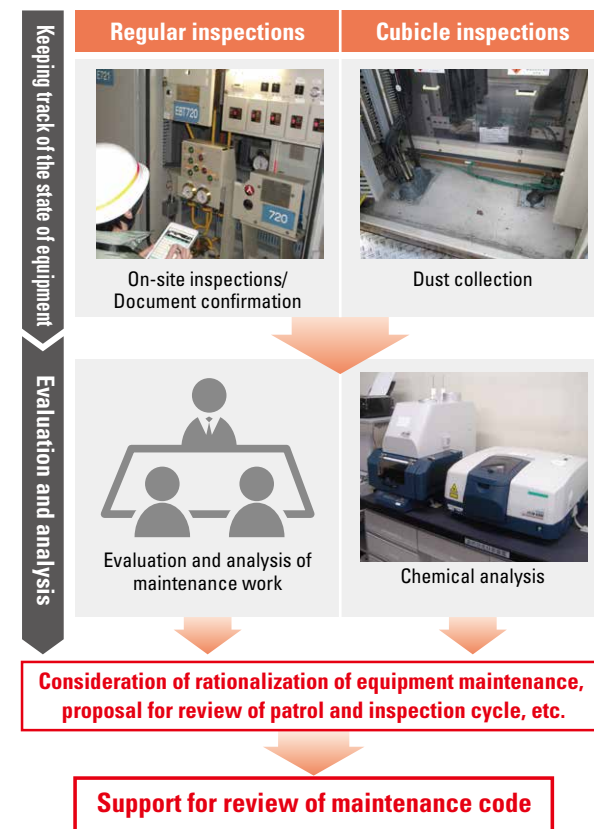 Keeping track of the state of equipment
Regular inspections
Cubicle inspections
E721
EBT720
720
On-site inspections/
Document confirmation
Dust collection
Evaluation and analysis
Evaluation and analysis of
maintenance work
Chemical analysis
Consideration of rationalization of equipment maintenance,
proposal for review of patrol and inspection cycle, etc.
Support for review of maintenance code